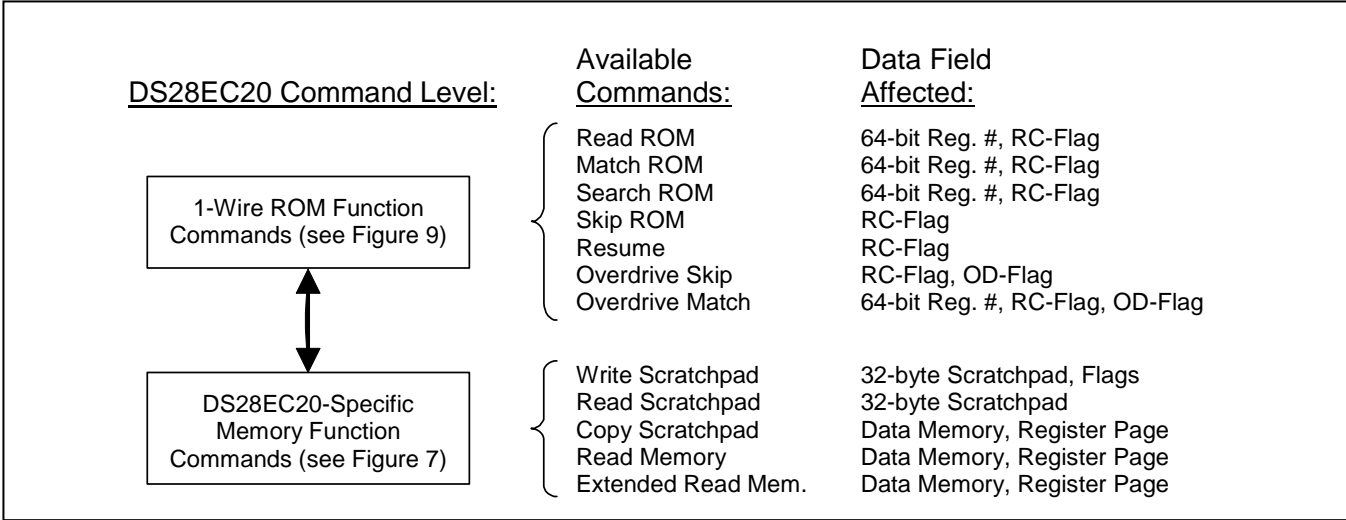 DS28EC20 Command Level:
Available
Commands:
Data Field
Affected:
1-Wire ROM Function
Commands (see Figure 9)
Read ROM 64-bit Reg. #, RC-Flag
Match ROM 64-bit Reg. #, RC-Flag
Search ROM 64-bit Reg. #, RC-Flag
Skip ROM RC-Flag
Resume RC-Flag
Overdrive Skip RC-Flag, OD-Flag
Overdrive Match 64-bit Reg. #, RC-Flag, OD-Flag
DS28EC20-Specific
Memory Function
Commands (see Figure 7)
Write Scratchpad 32-byte Scratchpad, Flags
Read Scratchpad 32-byte Scratchpad
Copy Scratchpad Data Memory, Register Page
Read Memory Data Memory, Register Page
Extended Read Mem. Data Memory, Register Page